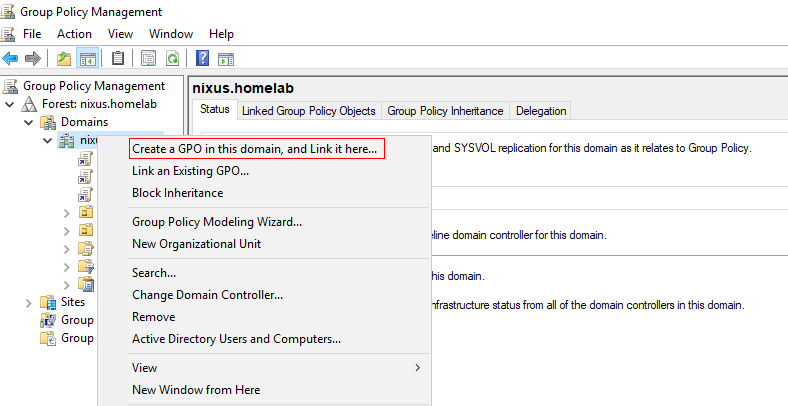 Group Policy Management
File Action View Window Help
Group Policy Management
Forest: nixus.homelab
Domains
Sites
Group
Group
nixus.homelab
Status Linked Group Policy Objects Group Policy Inheritance Delegation
and SYSVOL replication for this domain as it relates to Group Policy.
domain controller for this domain.
this domain.
status from all of the domain controllers in this domain.
Create a GPO in this domain, and Link it here...
Link an Existing GPO...
Block Inheritance
Group Policy Modeling Wizard...
New Organizational Unit
Search...
Change Domain Controller...
Remove
Active Directory Users and Computers...
View
New Window from Here